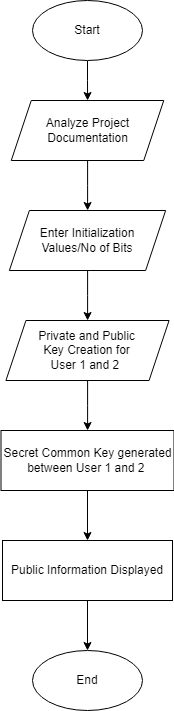 Start
Analyze Project
Documentation
Enter Initialization
Values/No of Bits
Private and Public
Key Creation for
User 1 and 2
Secret Common Key generated
between User 1 and 2
Public Information Displayed
End